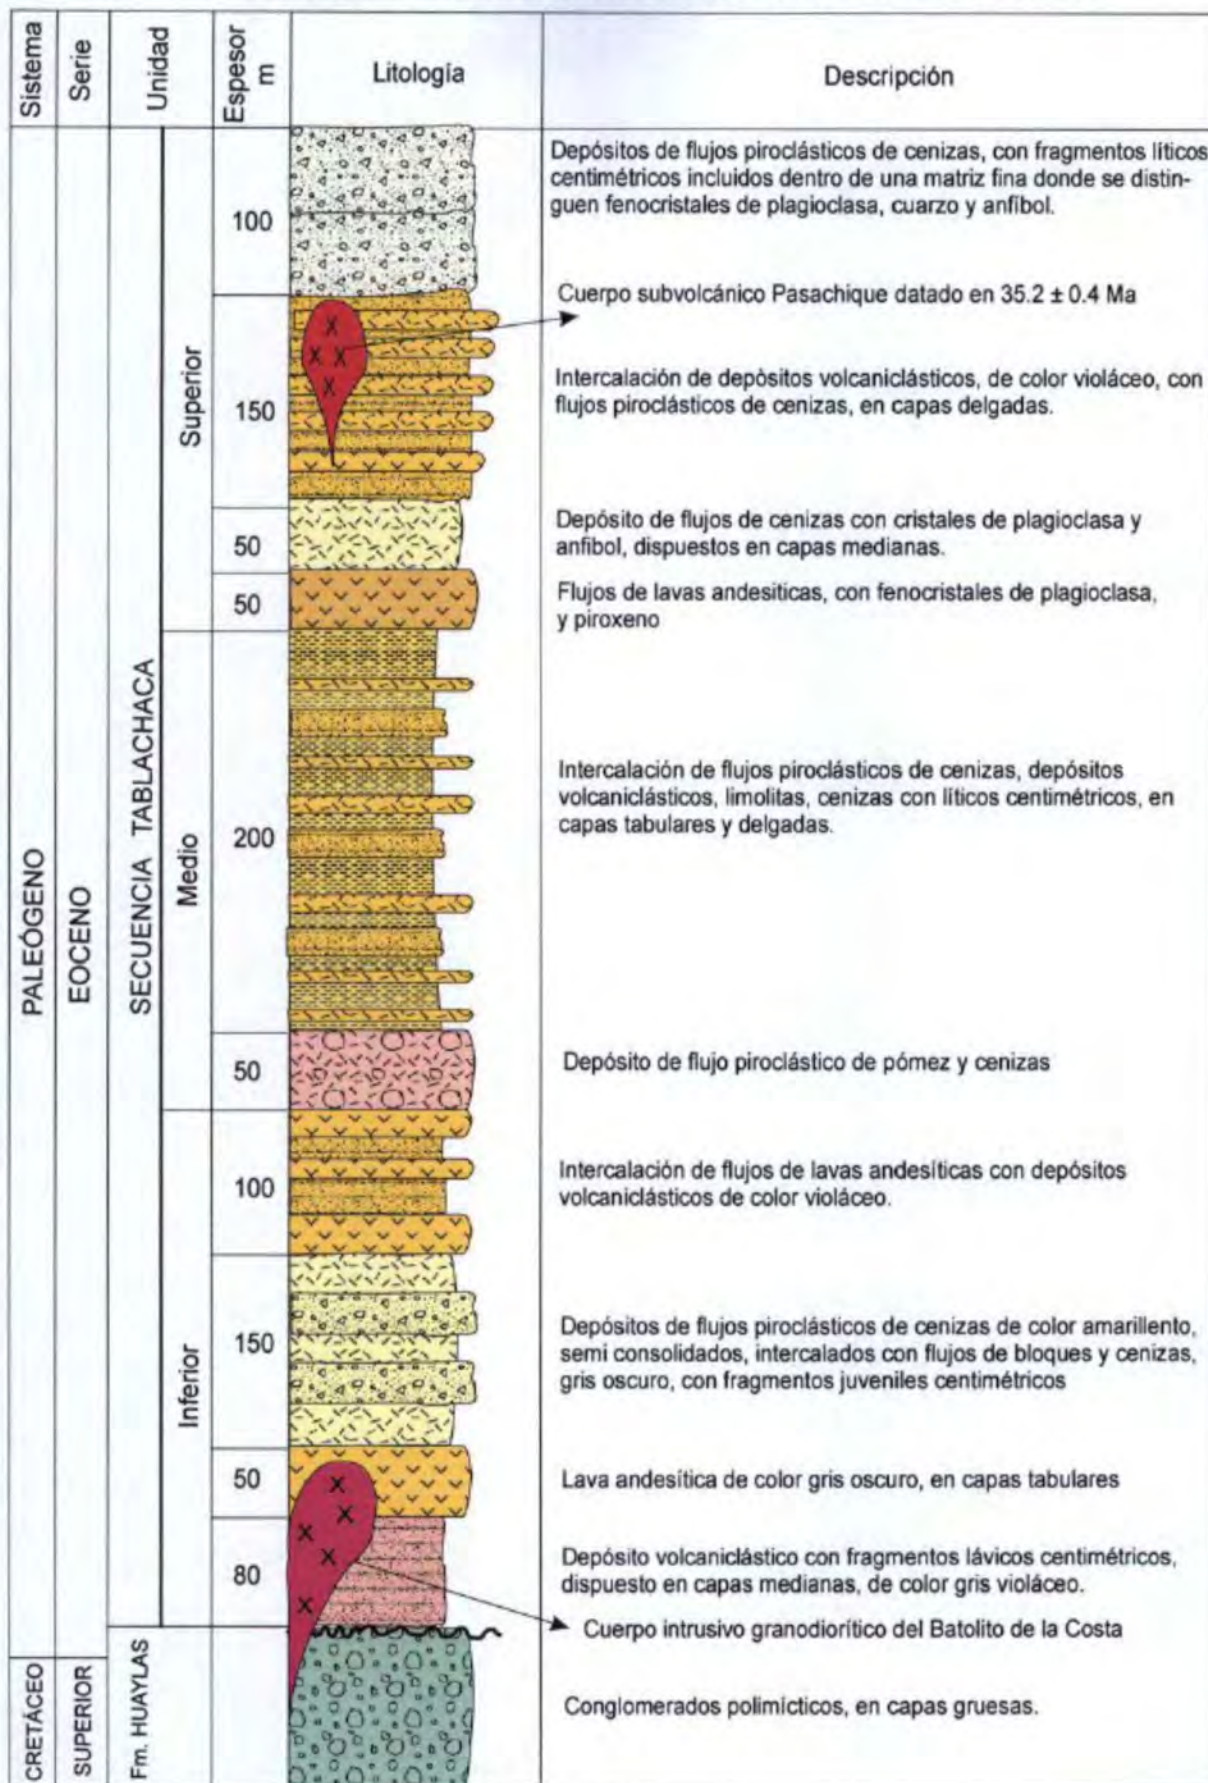 Sistema
Serie
Unidad
Espesor
m
Litología
Descripción
PALEÓGENO
EOCENO
SECUENCIA TABLACHACA
Superior
100
Depósitos de flujos piroclásticos de cenizas, con fragmentos líticos
centimétricos incluidos dentro de una matriz fina donde se distin-
guen fenocristales de plagioclasa, cuarzo y anfíbol.
Cuerpo subvolcánico Pasachique datado en 35.2 ± 0.4 Ma
150
Intercalación de depósitos volcaniclásticos, de color violáceo, con
flujos piroclásticos de cenizas, en capas delgadas.
50
Depósito de flujos de cenizas con cristales de plagioclasa y
anfibol, dispuestos en capas medianas.
50
Flujos de lavas andesiticas, con fenocristales de plagioclasa,
y piroxeno
Medio
200
Intercalación de flujos piroclásticos de cenizas, depósitos
volcaniclásticos, limolitas, cenizas con líticos centimétricos, en
capas tabulares y delgadas.
50
Depósito de flujo piroclástico de pómez y cenizas
Inferior
100
Intercalación de flujos de lavas andesíticas con depósitos
volcaniclásticos de color violáceo.
150
Depósitos de flujos piroclásticos de cenizas de color amarillento,
semi consolidados, intercalados con flujos de bloques y cenizas,
gris oscuro, con fragmentos juveniles centimétricos
50
Lava andesítica de color gris oscuro, en capas tabulares
80
Depósito volcaniclástico con fragmentos lávicos centimétricos,
dispuesto en capas medianas, de color gris violáceo.
Cuerpo intrusivo granodiorítico del Batolito de la Costa
CRETÁCEO
SUPERIOR
Fm. HUAYLAS
Conglomerados polimícticos, en capas gruesas.